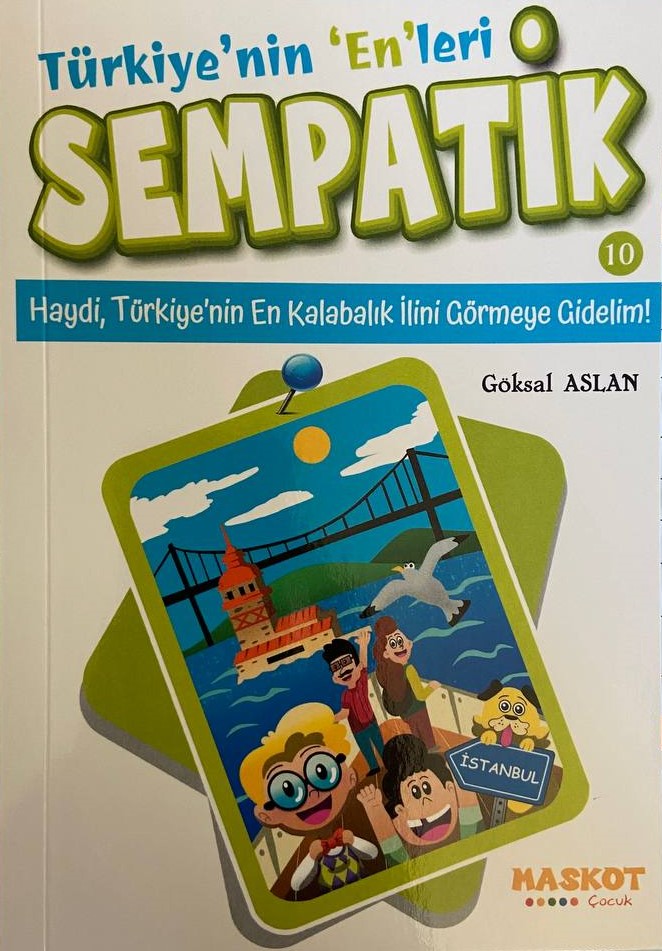 Türkiye'nin 'En'leri
SEMPATİK
10
Haydi, Türkiye'nin En Kalabalık İlini Görmeye Gidelim!
Göksal ASLAN
İSTANBUL
MASKOT
Çocuk